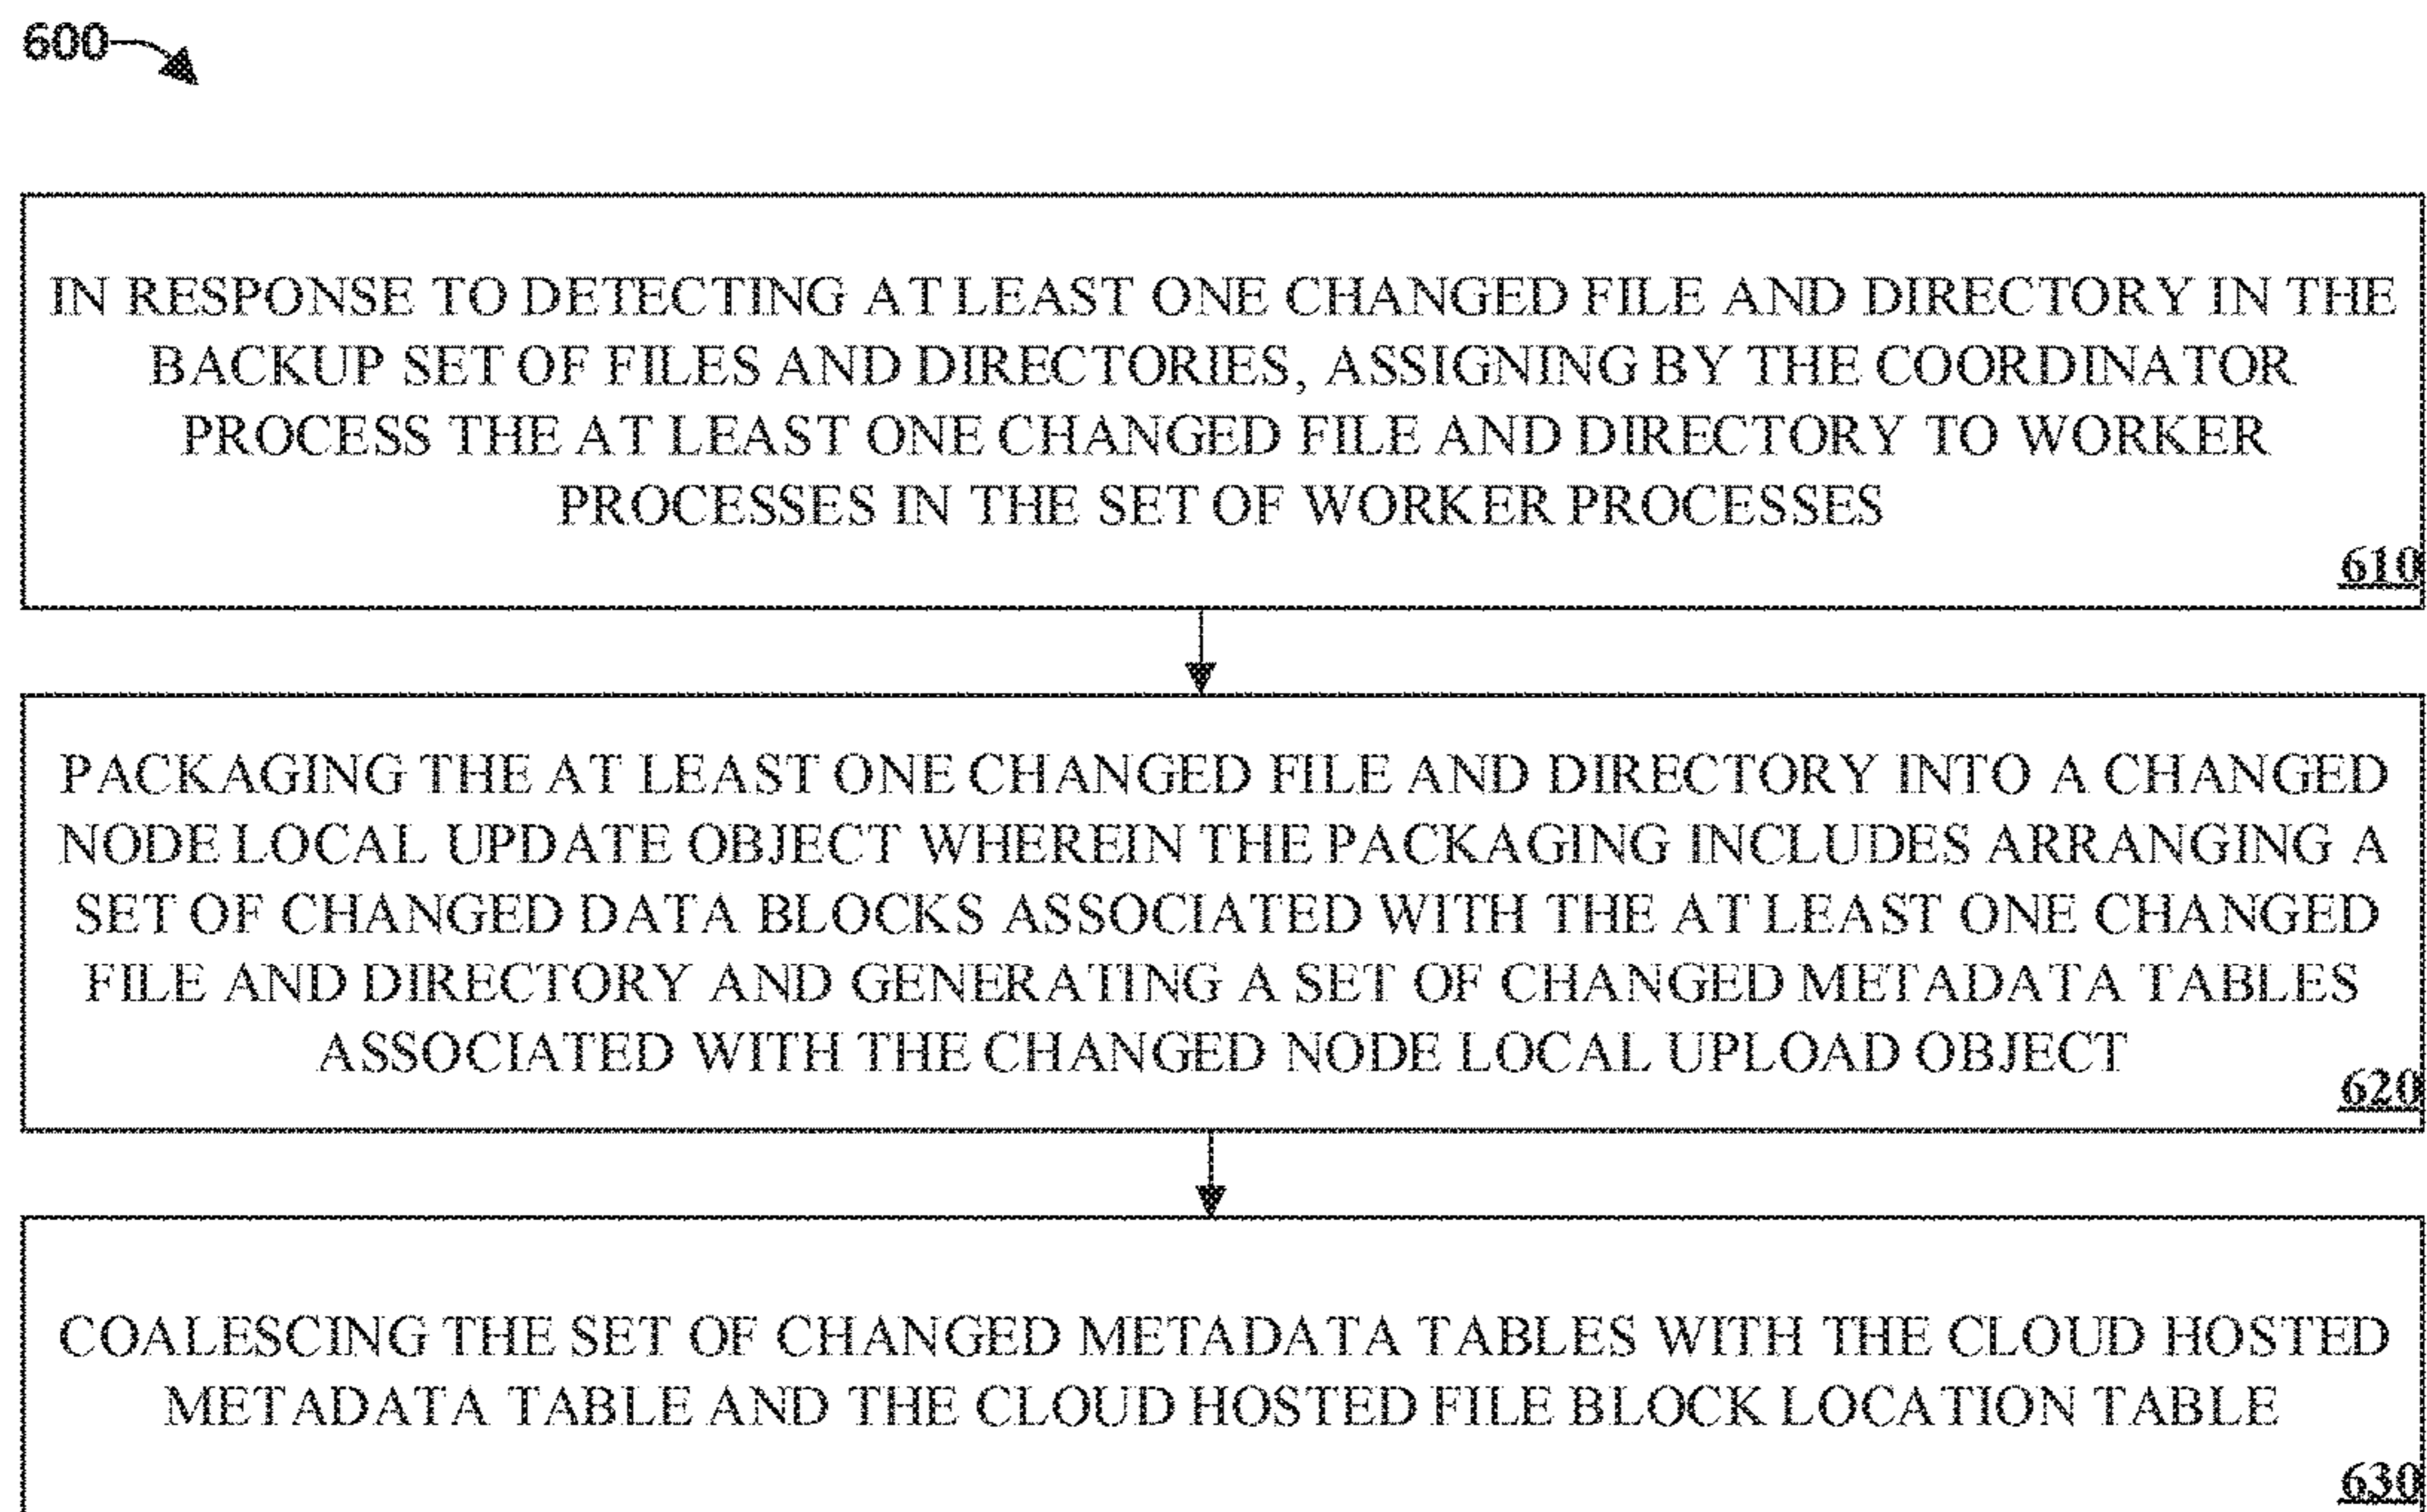 600
IN RESPONSE TO DETECTING AT LEAST ONE CHANGED FILE AND DIRECTORY IN THE
BACKUP SET OF FILES AND DIRECTORIES, ASSIGNING BY THE COORDINATOR
PROCESS THE AT LEAST ONE CHANGED FILE AND DIRECTORY TO WORKER
PROCESSES IN THE SET OF WORKER PROCESSES
610
PACKAGING THE AT LEAST ONE CHANGED FILE AND DIRECTORY INTO A CHANGED
NODE LOCAL UPDATE OBJECT WHEREIN THE PACKAGING INCLUDES ARRANGING A
SET OF CHANGED DATA BLOCKS ASSOCIATED WITH THE AT LEAST ONE CHANGED
FILE AND DIRECTORY AND GENERATING A SET OF CHANGED METADATA TABLES
ASSOCIATED WITH THE CHANGED NODE LOCAL UPLOAD OBJECT
620
COALESCING THE SET OF CHANGED METADATA TABLES WITH THE CLOUD HOSTED
METADATA TABLE AND THE CLOUD HOSTED FILE BLOCK LOCATION TABLE
630